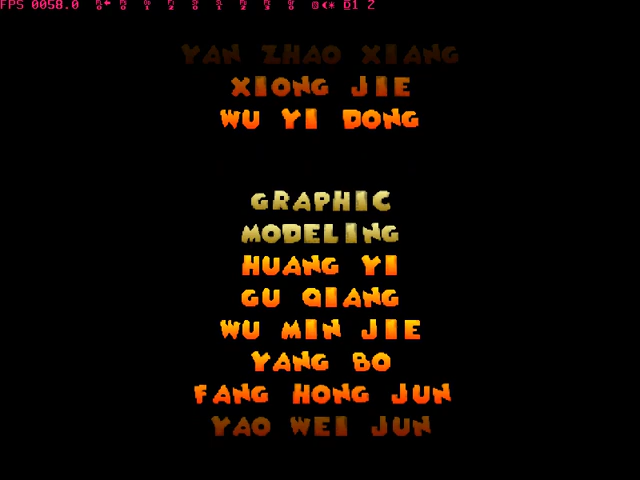 FPS 0058.0
YAN ZHAO XIANG
XIONG JIE
WU YI DONG
GRAPHIC
MODELING
HUANG YI
GU QIANG
WU MIN JIE
YANG BO
FANG HONG JUN
YAO WEI JUN